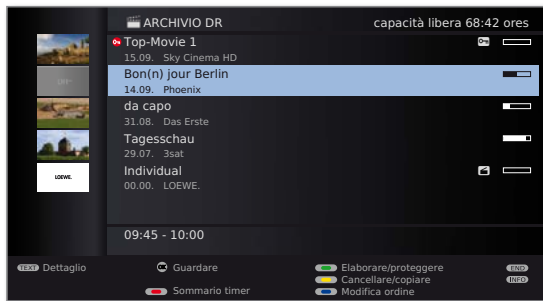 ARCHIVIO DR capacità libera 68:42 ores
Top-Movie 1
15.09. Sky Cinema HD
Bon(n) jour Berlin
14.09. Phoenix
da capo
31.08. Das Erste
Tagesschau
29.07. 3sat
Individual
00.00. LOEWE.
LOEWE.
09:45 - 10:00
TEXT Dettaglio OK Guardare Elaborare/proteggere END
Cancellare/copiare INFO
Sommario timer Modifica ordine